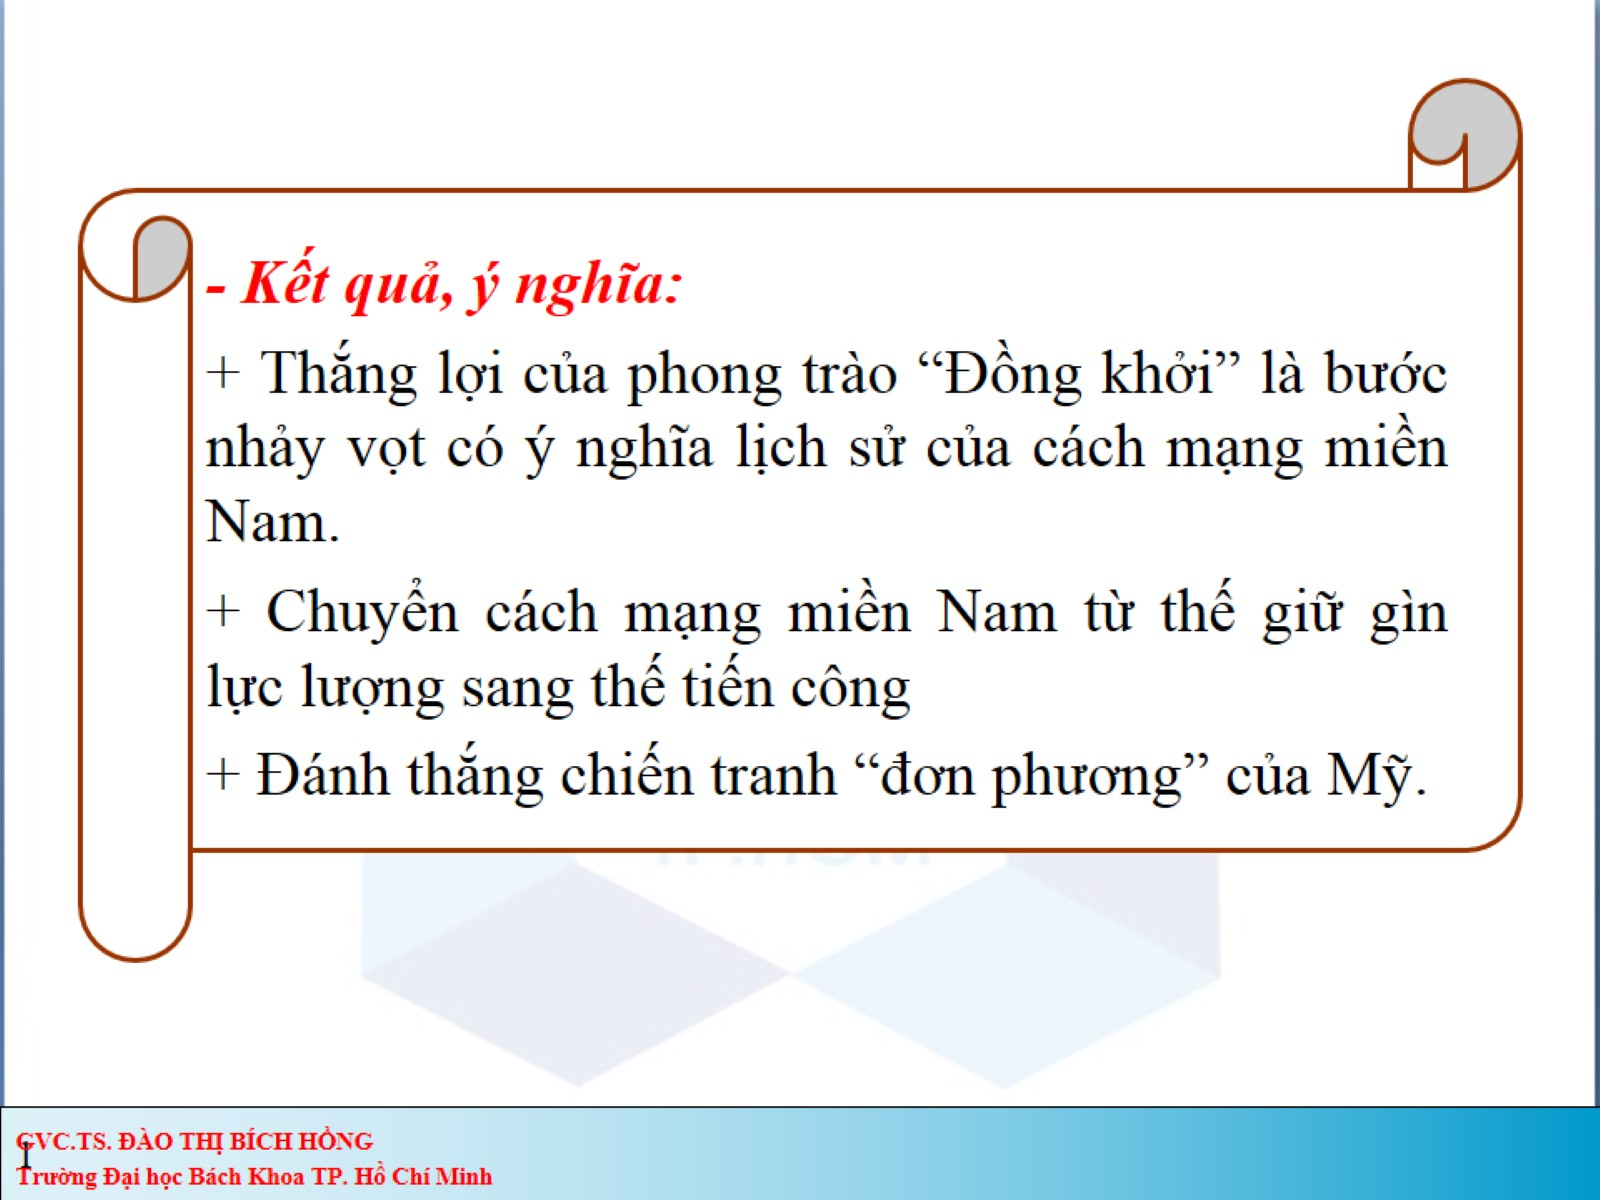 - Kết quả, ý nghĩa:
+ Thắng lợi của phong trào “Đồng khởi” là bước
nhảy vọt có ý nghĩa lịch sử của cách mạng miền
Nam.
+ Chuyển cách mạng miền Nam từ thế giữ gìn
lực lượng sang thế tiến công
+ Đánh thắng chiến tranh “đơn phương” của Mỹ.
GVC.TS. ĐÀO THỊ BÍCH HỒNG
1
Trường Đại học Bách Khoa TP. Hồ Chí Minh